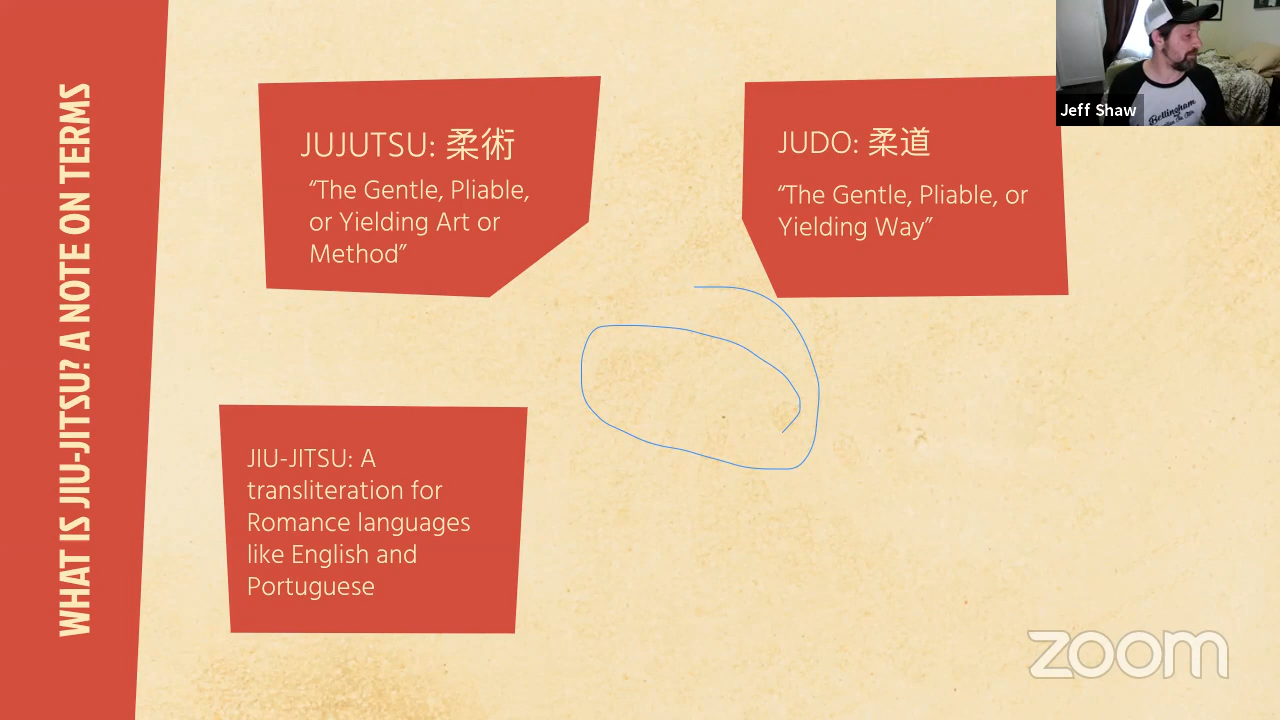 WHAT IS JIU-JITSU? A NOTE ON TERMS
JUJUTSU: 柔術
“The Gentle, Pliable,
or Yielding Art or
Method”
JUDO: 柔道
“The Gentle, Pliable, or
Yielding Way”
JIU-JITSU: A
transliteration for
Romance languages
like English and
Portuguese
Jeff Shaw
Bellingham
zoom